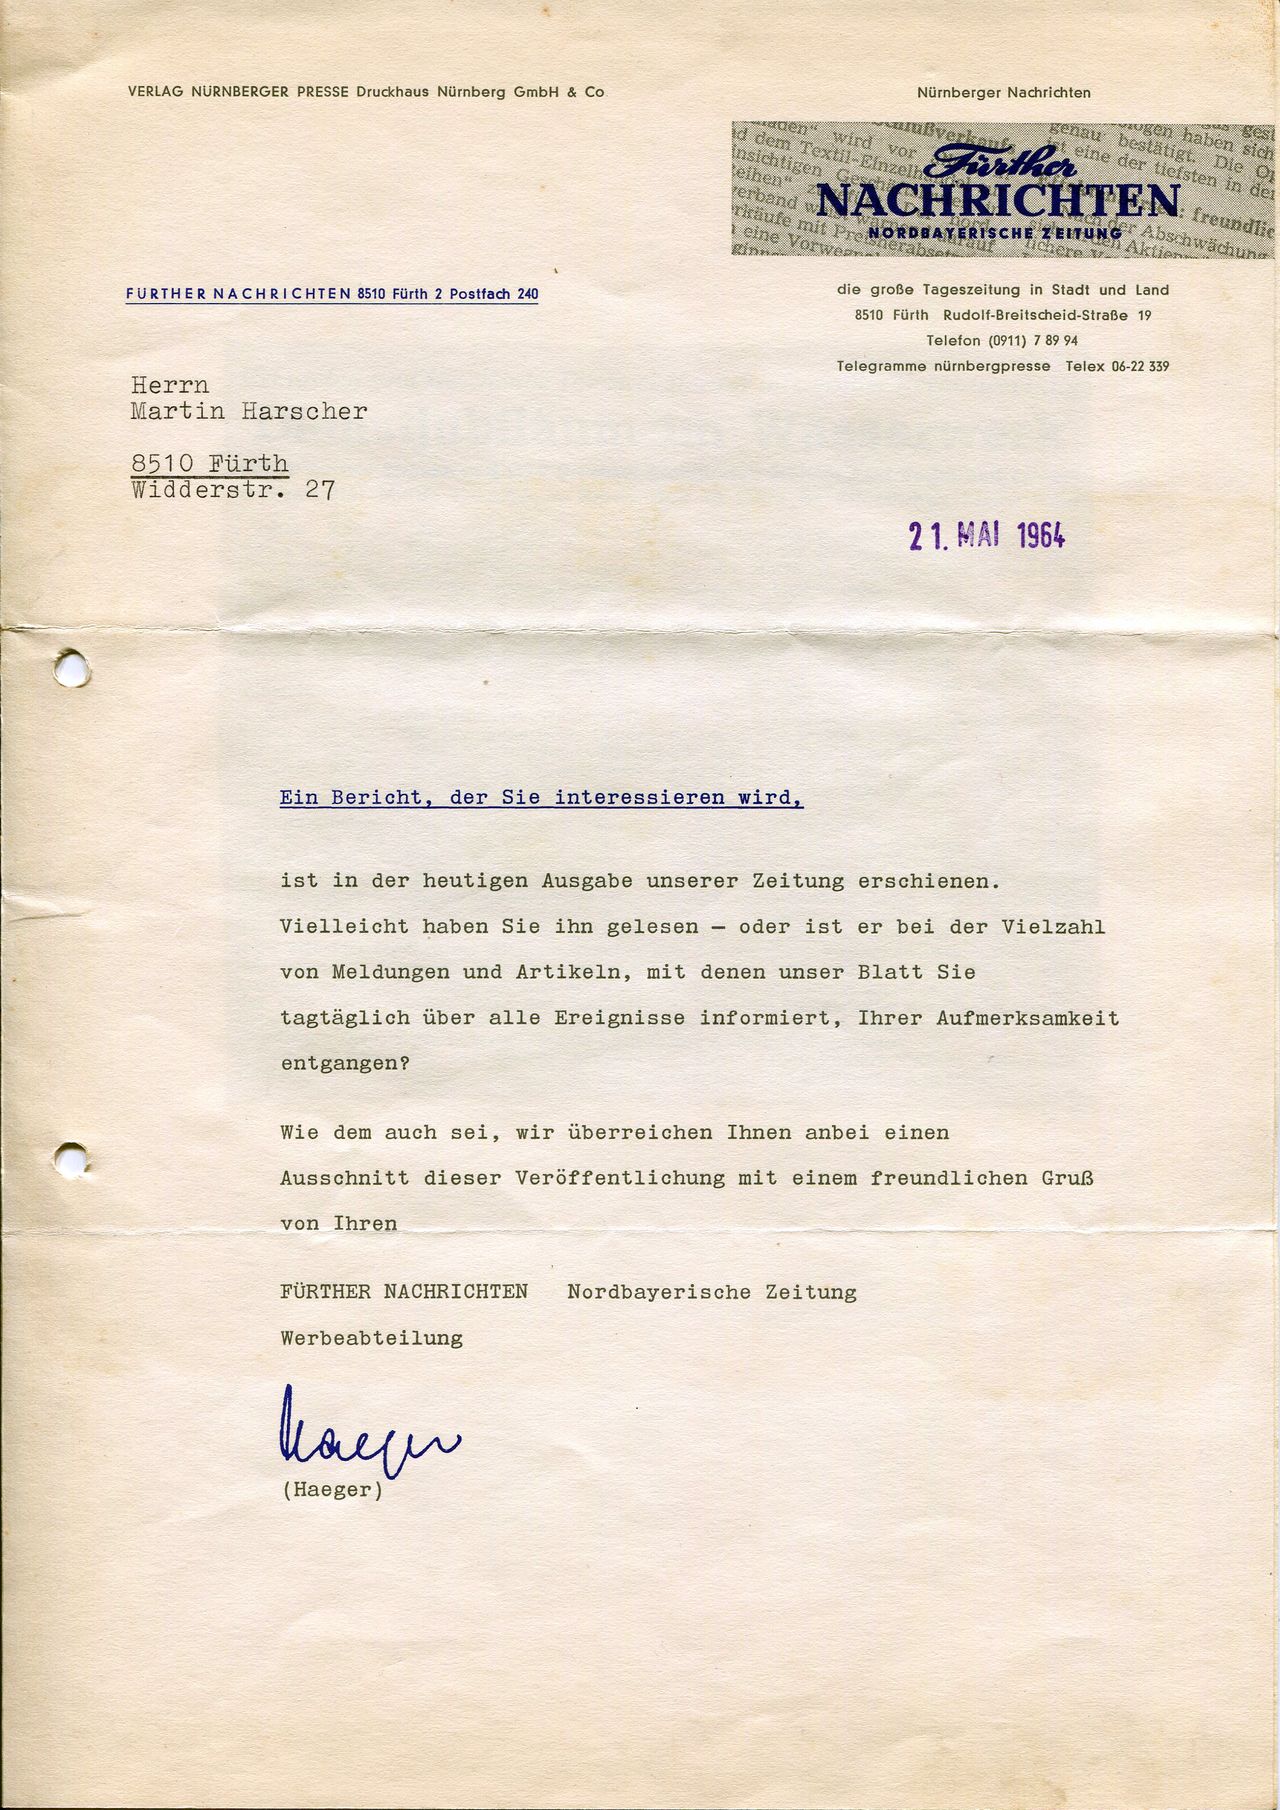 VERLAG NÜRNBERGER PRESSE Druckhaus Nürnberg GmbH & Co
Nürnberger Nachrichten
Fürther
NACHRICHTEN
NORDBAYERISCHE ZEITUNG
FÜRTHER NACHRICHTEN 8510 Fürth 2 Postfach 240
die große Tageszeitung in Stadt und Land
8510 Fürth Rudolf-Breitscheid-Straße 19
Telefon (0911) 7 89 94
Telegramme nürnbergpresse Telex 06-22 339
Herrn
Martin Harscher
8510 Fürth
Widderstr. 27
21. MAI 1964
Ein Bericht, der Sie interessieren wird,
ist in der heutigen Ausgabe unserer Zeitung erschienen.
Vielleicht haben Sie ihn gelesen – oder ist er bei der Vielzahl
von Meldungen und Artikeln, mit denen unser Blatt Sie
tagtäglich über alle Ereignisse informiert, Ihrer Aufmerksamkeit
entgangen?
Wie dem auch sei, wir überreichen Ihnen anbei einen
Ausschnitt dieser Veröffentlichung mit einem freundlichen Gruß
von Ihren
FÜRTHER NACHRICHTEN Nordbayerische Zeitung
Werbeabteilung
Haeger
(Haeger)